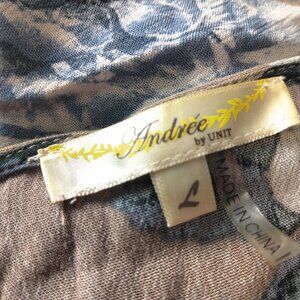 Andrée
by UNIT
L
MADE IN CHINA